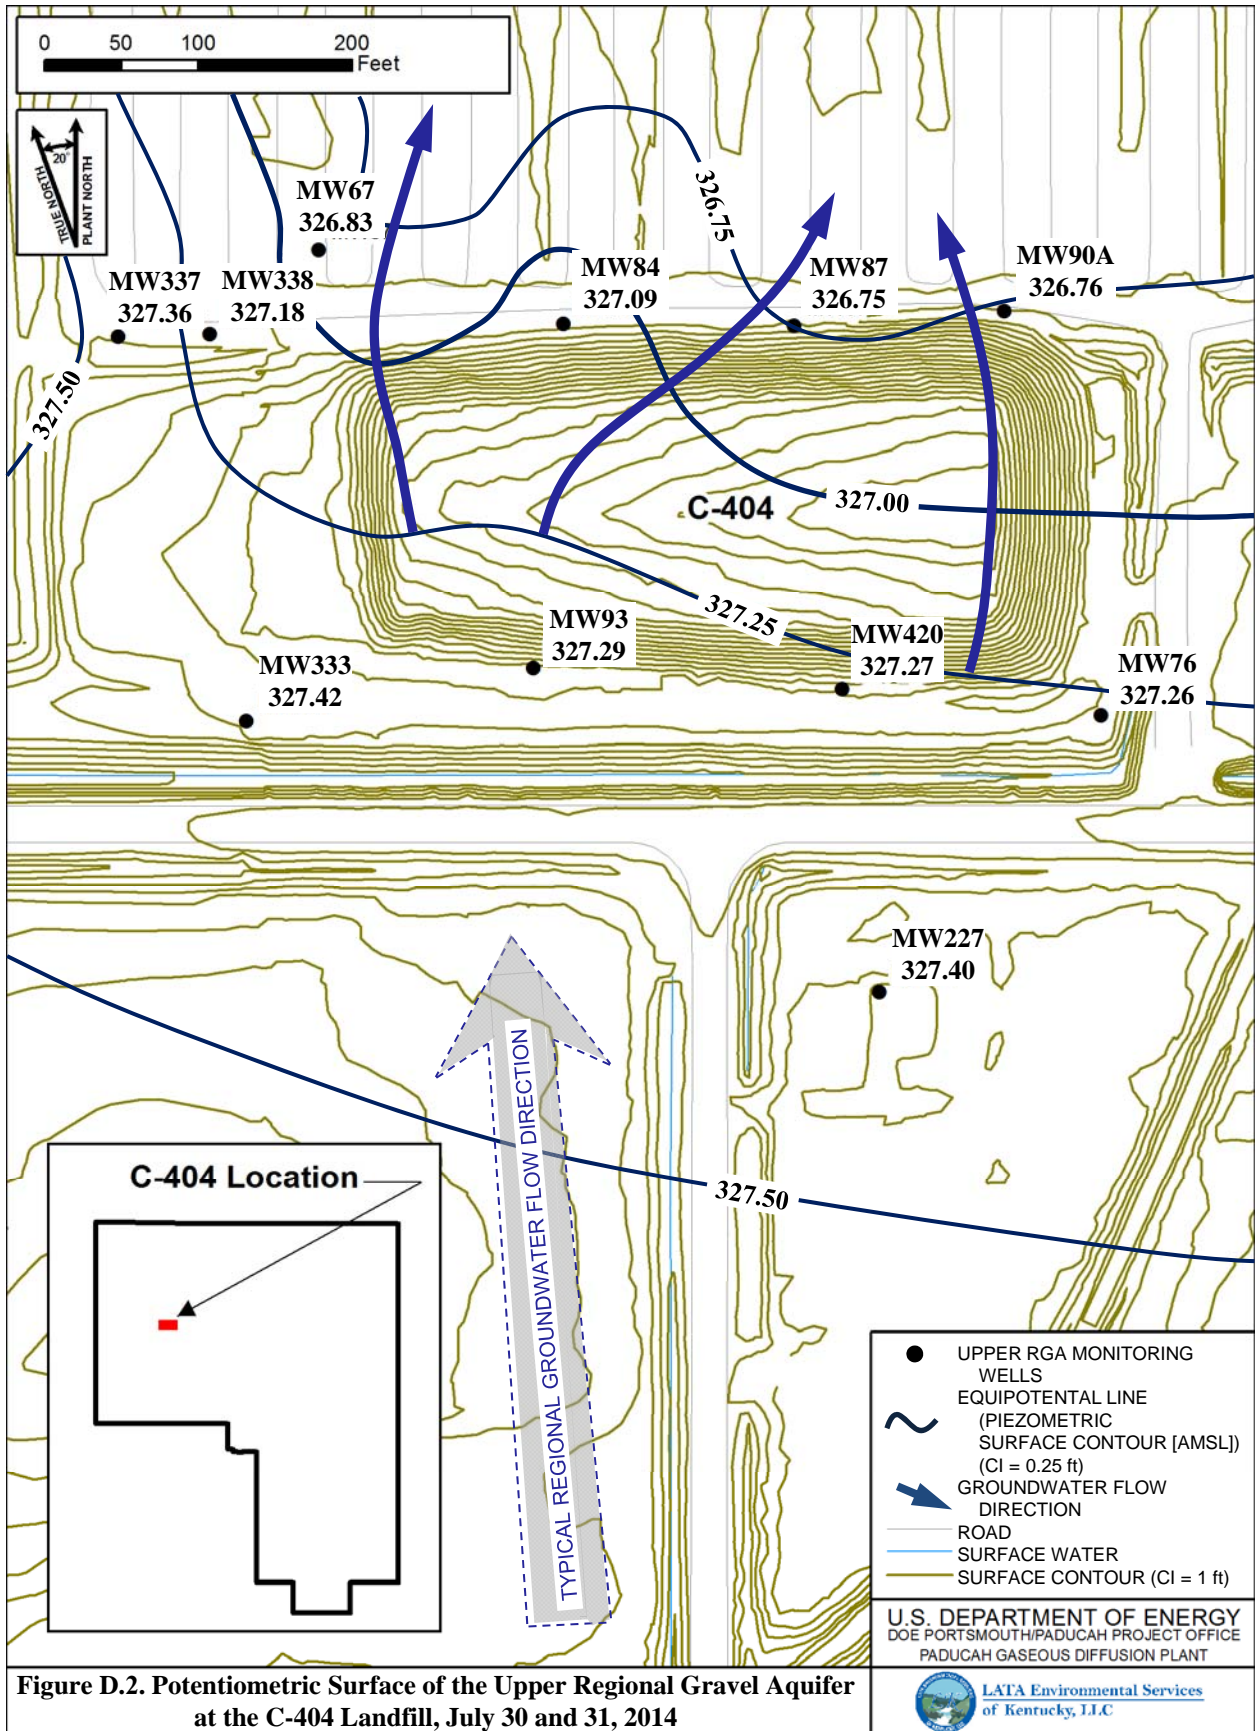 0 50 100 200
Feet
20°
TRUE NORTH
PLANT NORTH
MW67
326.83
326.75
MW337
327.36
MW338
327.18
MW84
327.09
MW87
326.75
MW90A
326.76
327.50
C-404
327.00
327.25
MW93
327.29
MW420
327.27
MW333
327.42
MW76
327.26
MW227
327.40
TYPICAL REGIONAL GROUNDWATER FLOW DIRECTION
327.50
C-404 Location
UPPER RGA MONITORING
WELLS
EQUIPOTENTAL LINE
(PIEZOMETRIC
SURFACE CONTOUR [AMSL])
(CI = 0.25 ft)
GROUNDWATER FLOW
DIRECTION
ROAD
SURFACE WATER
SURFACE CONTOUR (CI = 1 ft)
U.S. DEPARTMENT OF ENERGY
DOE PORTSMOUTH/PADUCAH PROJECT OFFICE
PADUCAH GASEOUS DIFFUSION PLANT
LATA Environmental Services
of Kentucky, LLC
Figure D.2. Potentiometric Surface of the Upper Regional Gravel Aquifer
at the C-404 Landfill, July 30 and 31, 2014